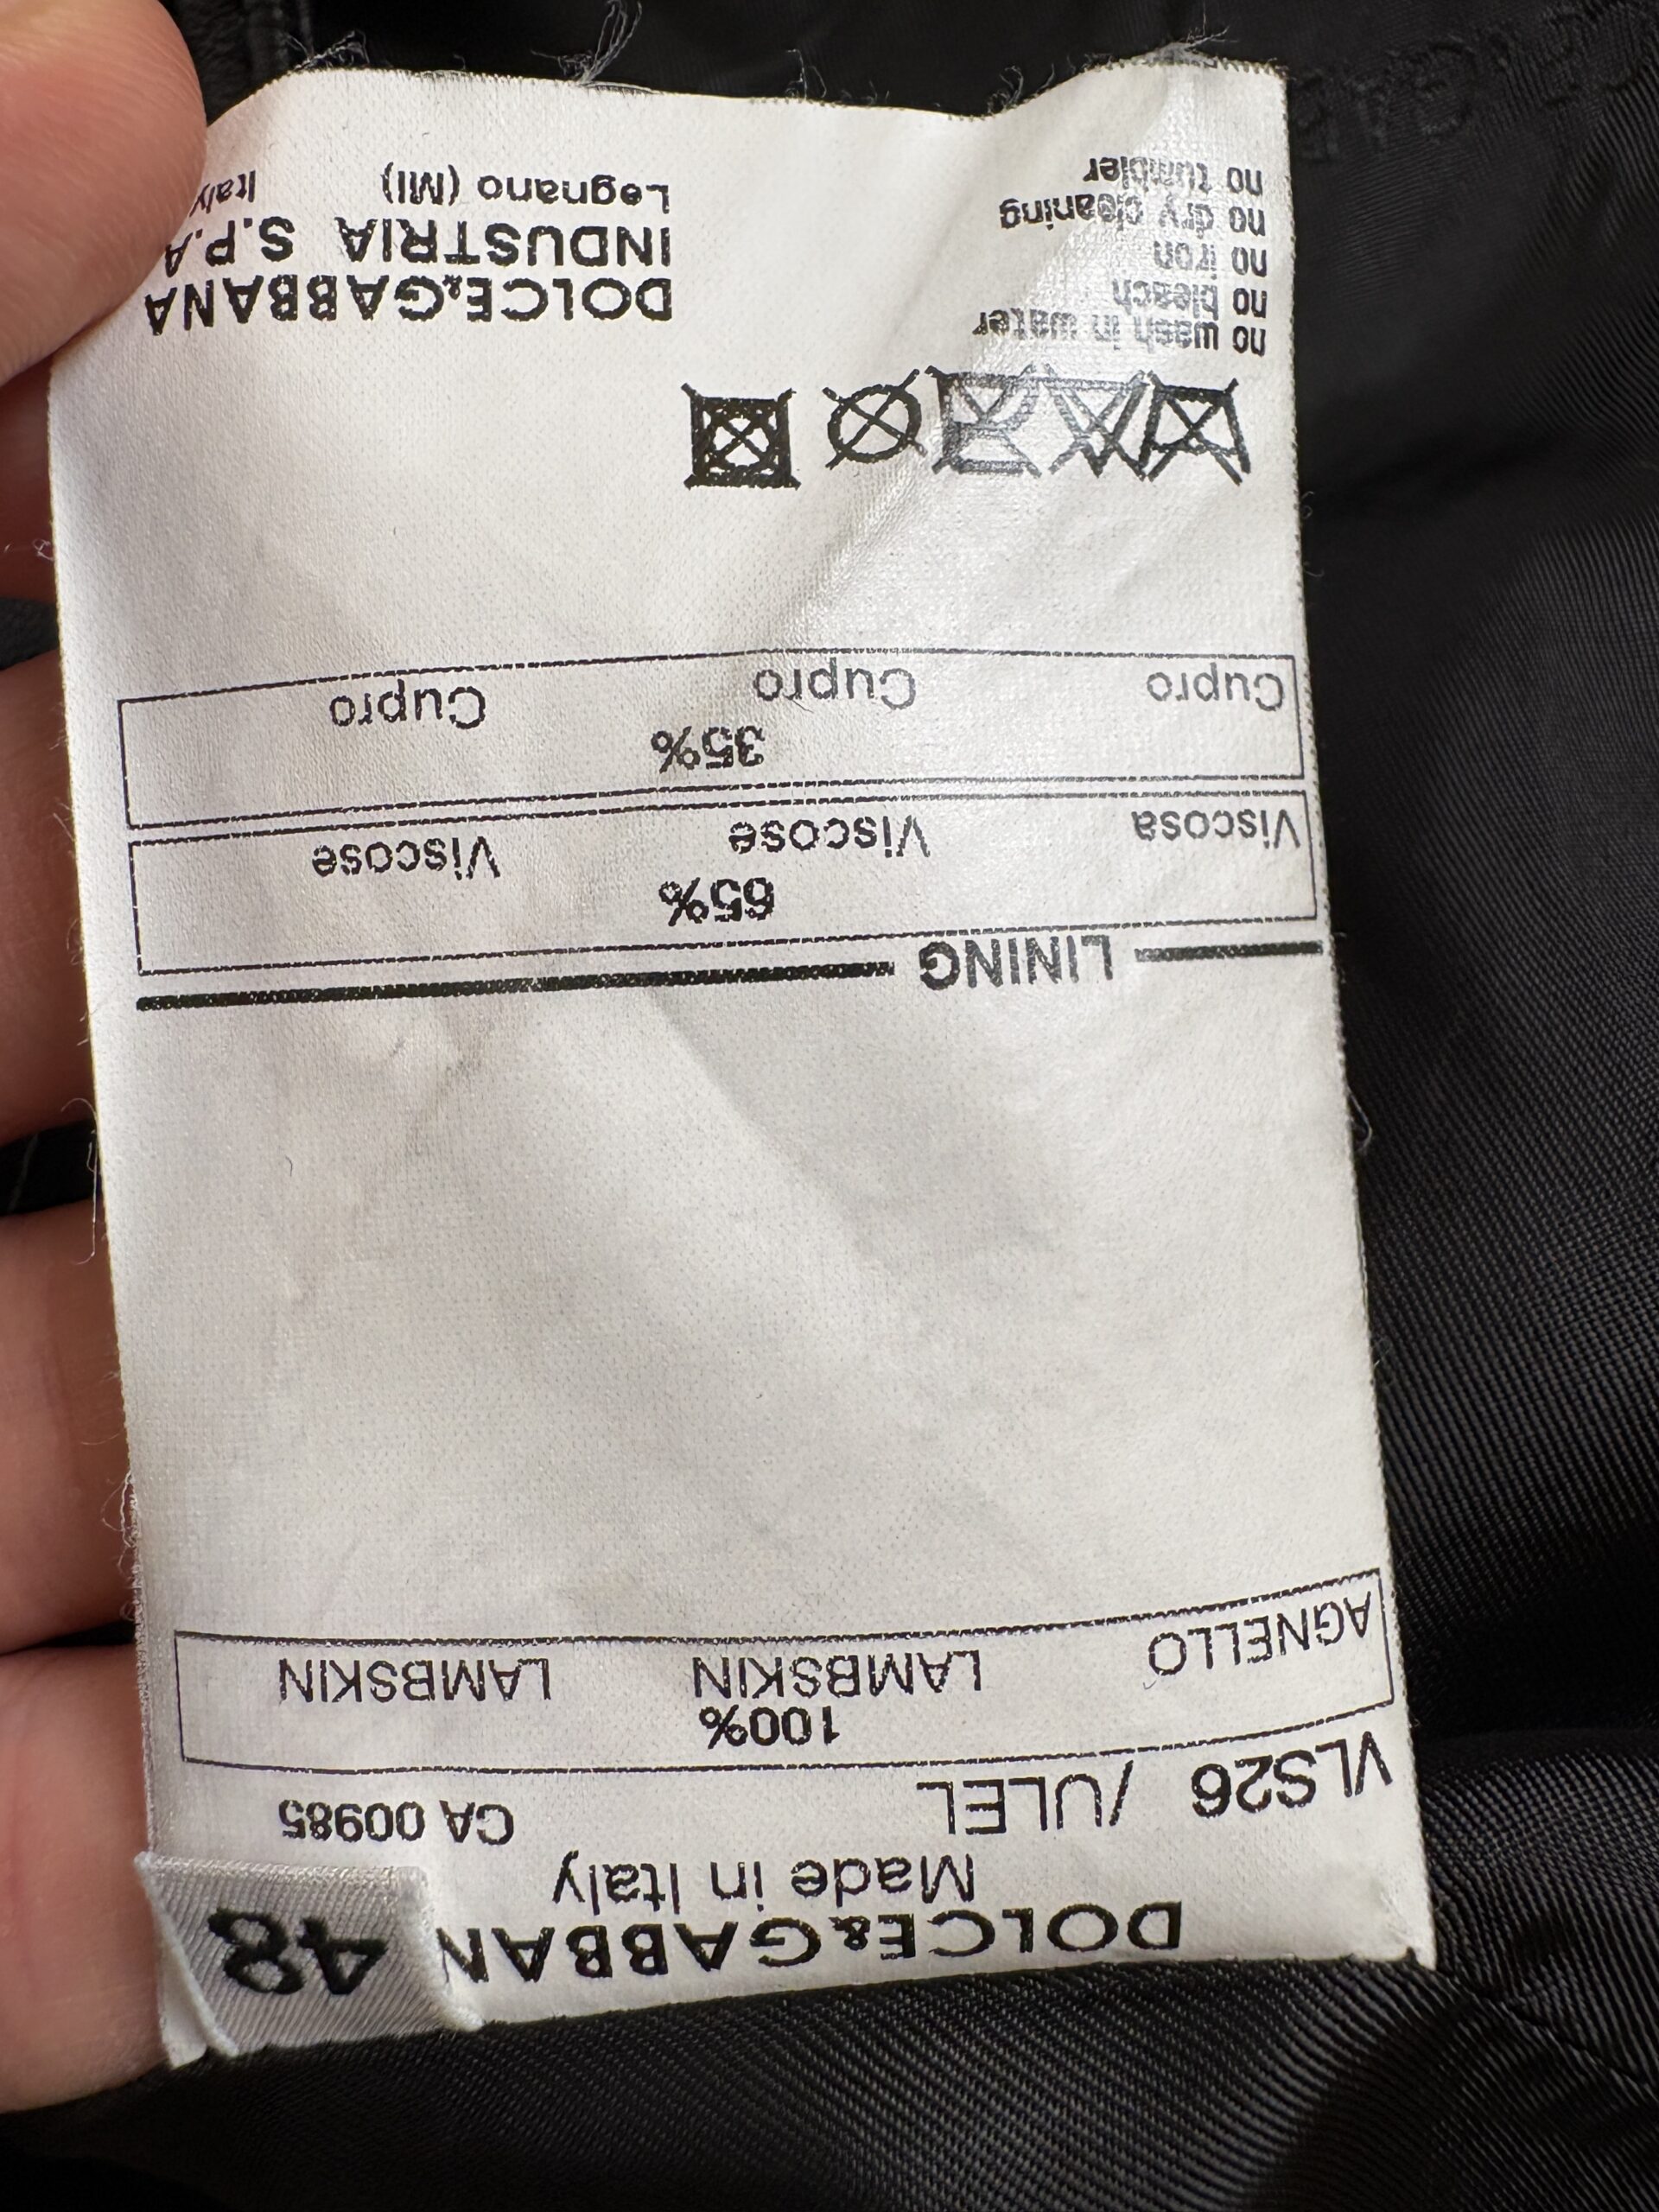 DOLCE&GABBAN
48
Made in Italy
VLS26 /ULEL CA 00985
100%
AGNELLO LAMBSKIN LAMBSKIN
LINING
65%
Viscosa Viscose Viscose
35%
Cupro Cupro Cupro
no wash in water
no bleach
no iron
no dry cleaning
no tumbler
DOLCE&GABBANA
INDUSTRIA S.P.A
Legnano (MI) Italy